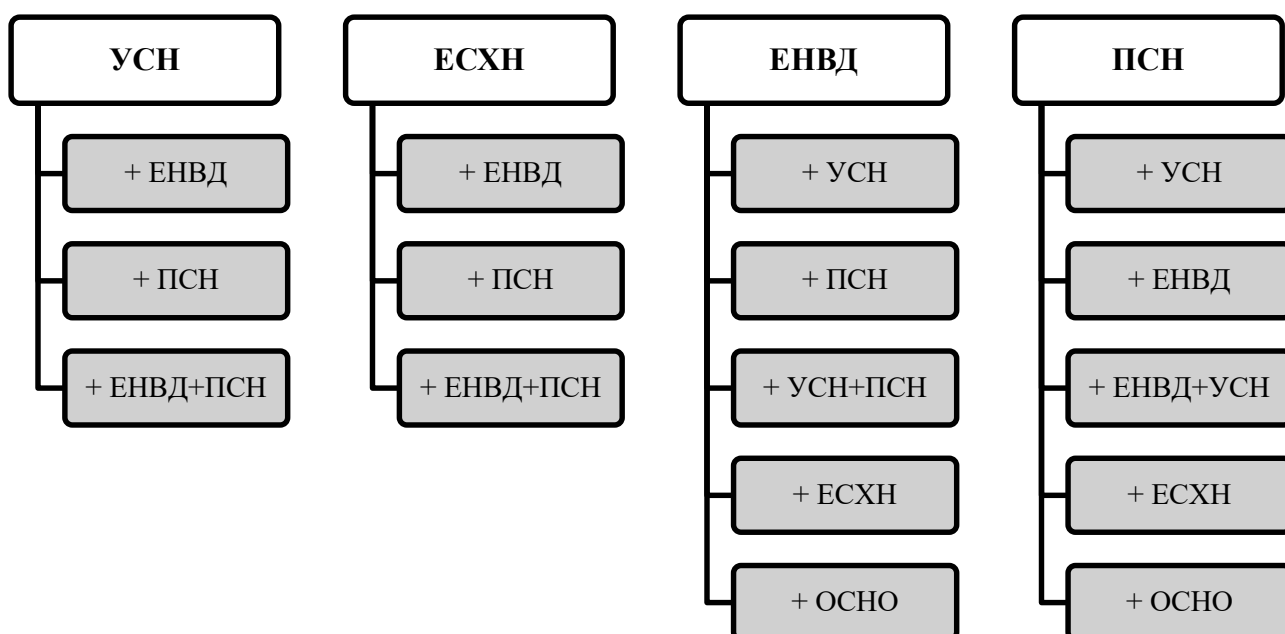 УСН
+ ЕНВД
+ ПСН
+ ЕНВД+ПСН
ЕСХН
+ ЕНВД
+ ПСН
+ ЕНВД+ПСН
ЕНВД
+ УСН
+ ПСН
+ УСН+ПСН
+ ЕСХН
+ ОСНО
ПСН
+ УСН
+ ЕНВД
+ ЕНВД+УСН
+ ЕСХН
+ ОСНО